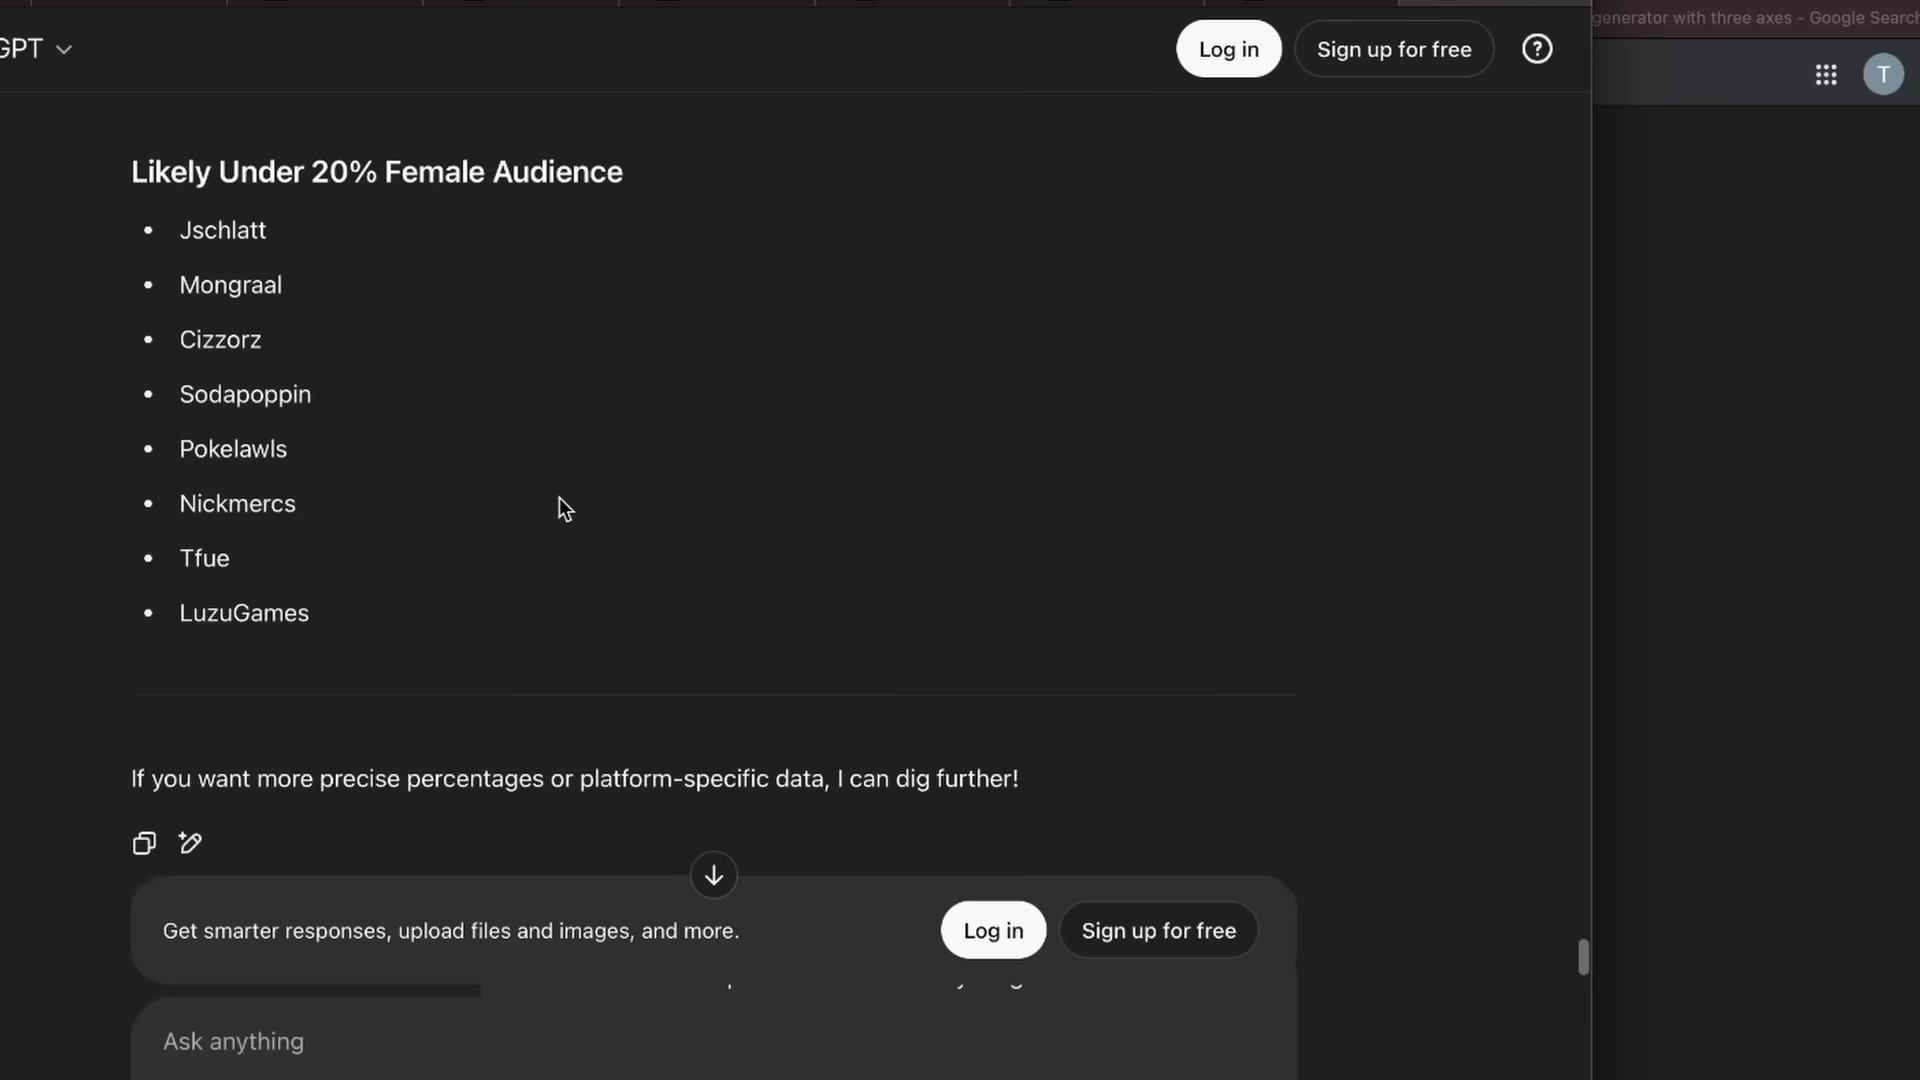 GPT
Log in
Sign up for free
?
generator with three axes - Google Search
T
Likely Under 20% Female Audience
• Jschlatt
• Mongraal
• Cizzorz
• Sodapoppin
• Pokelawls
• Nickmercs
• Tfue
• LuzuGames
If you want more precise percentages or platform-specific data, I can dig further!
Get smarter responses, upload files and images, and more.
Log in
Sign up for free
Ask anything